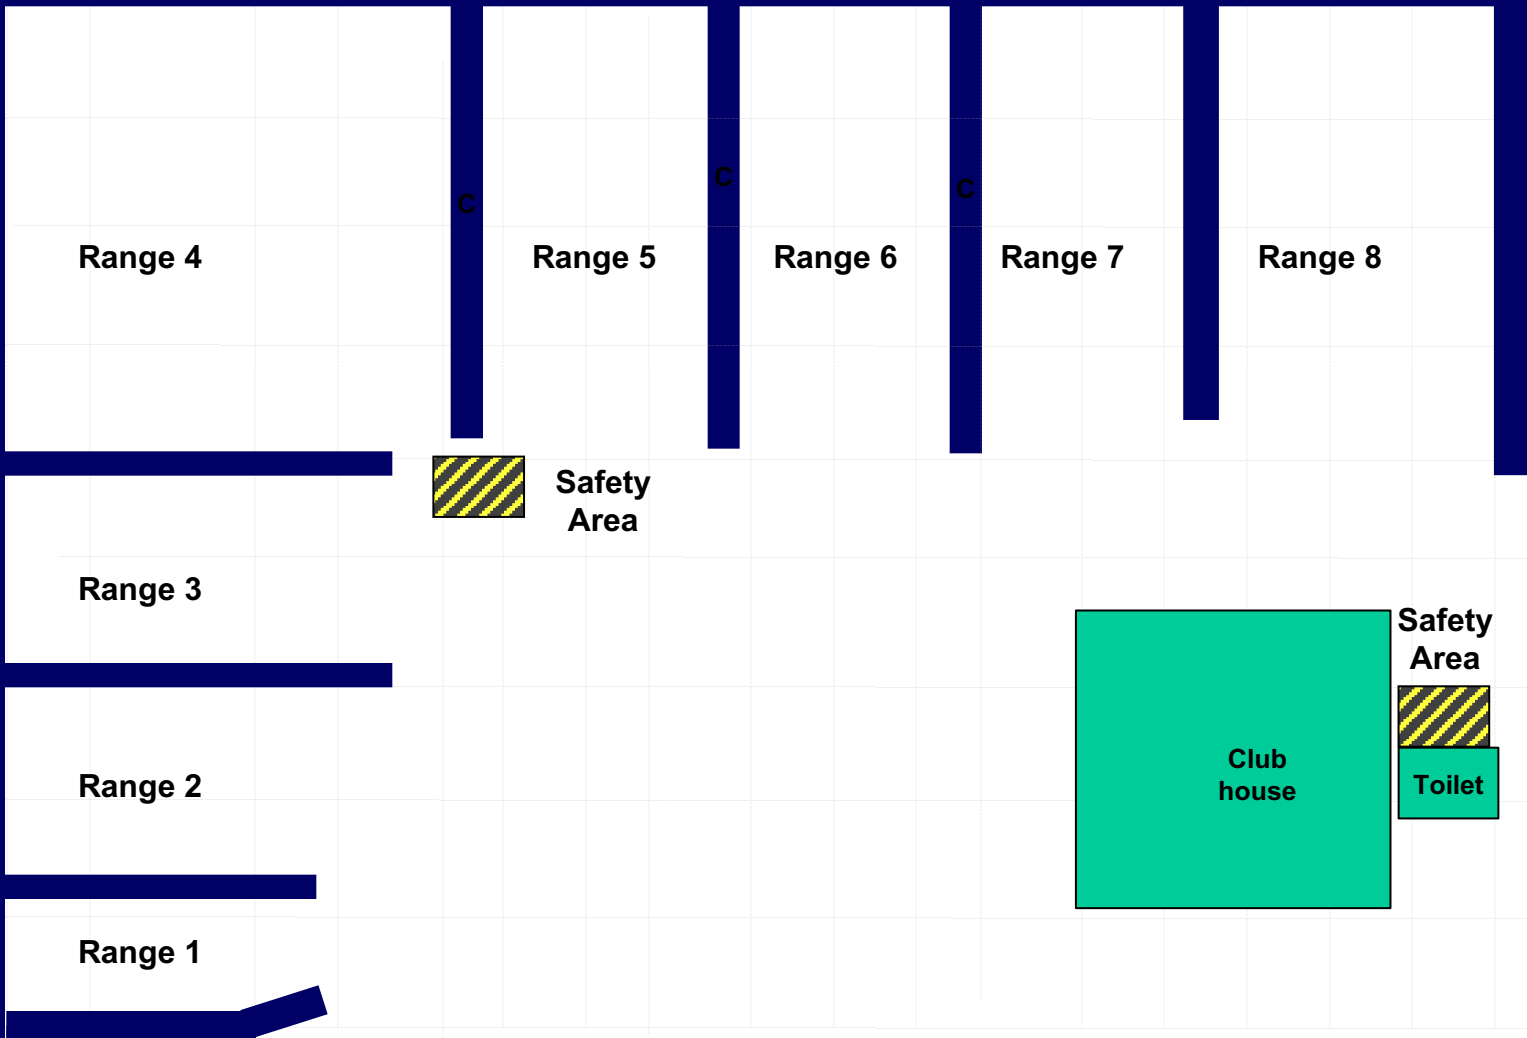 C
C
C
Range 4
Range 5
Range 6
Range 7
Range 8
Safety
Area
Range 3
Safety
Area
Club
house
Toilet
Range 2
Range 1